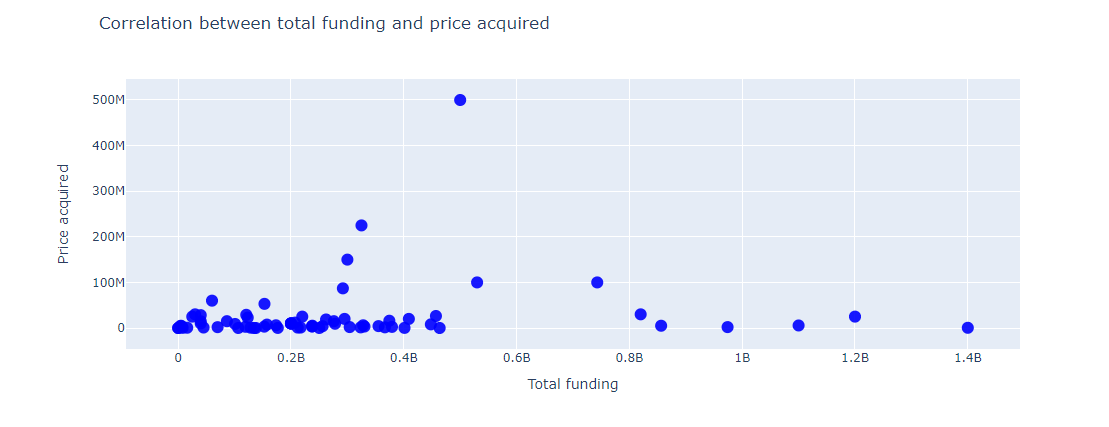 Correlation between total funding and price acquired
500M
400M
300M
200M
100M
0
Price acquired
0
0.2B
0.4B
0.6B
0.8B
1B
1.2B
1.4B
Total funding